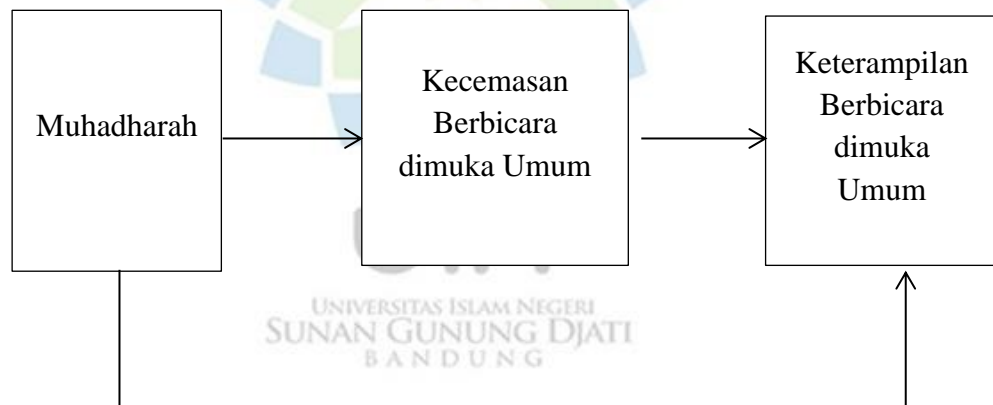 Muhadharah
Kecemasan
Berbicara
dimuka Umum
Keterampilan
Berbicara
dimuka
Umum
UNIVERSITAS ISLAM NEGERI
SUNAN GUNUNG DJATI
BANDUNG